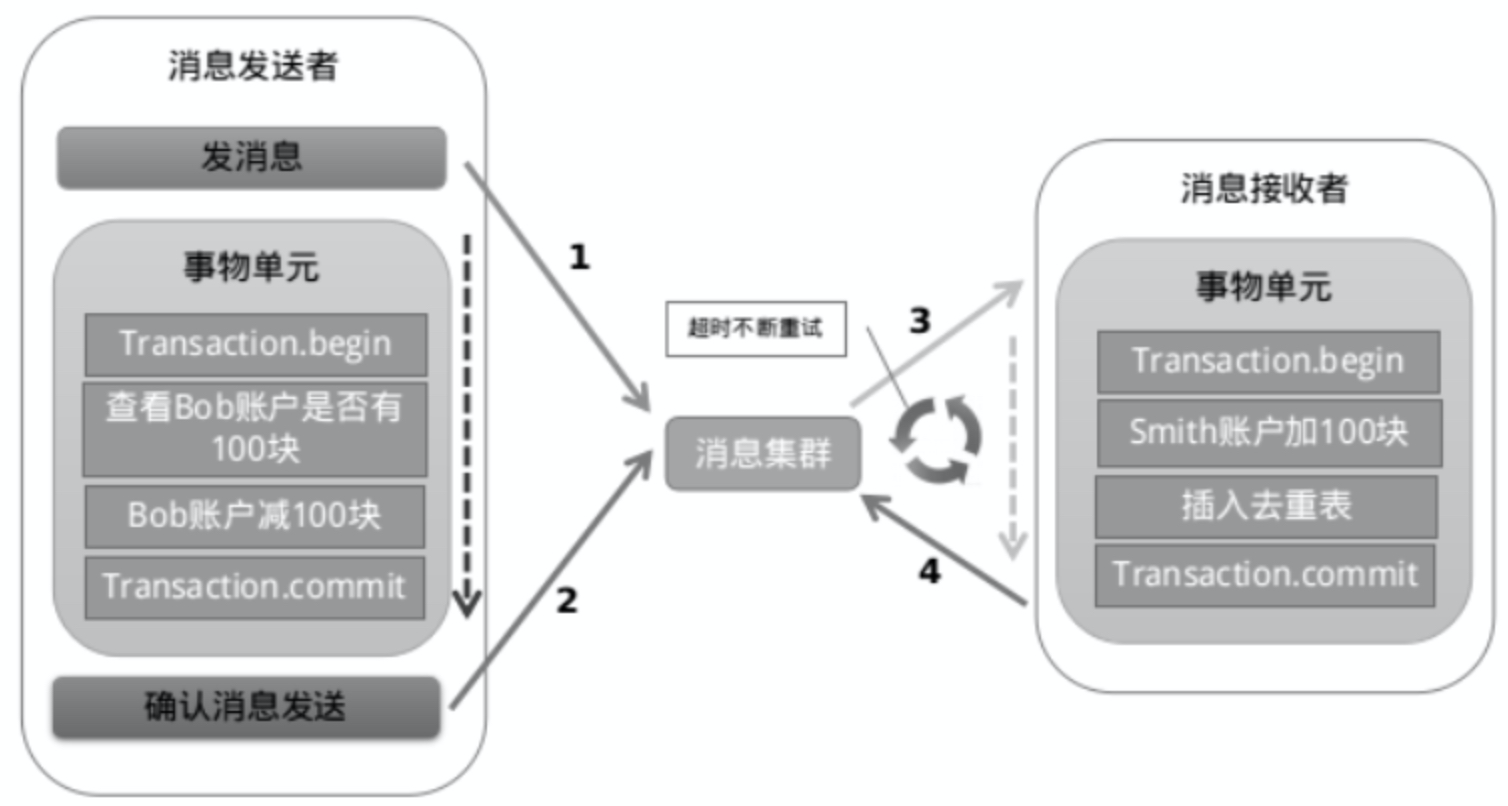 消息发送者
发消息
事物单元
Transaction.begin
查看Bob账户是否有
100块
Bob账户减100块
Transaction.commit
确认消息发送
1
2
超时不断重试
消息集群
3
4
消息接收者
事物单元
Transaction.begin
Smith账户加100块
插入去重表
Transaction.commit